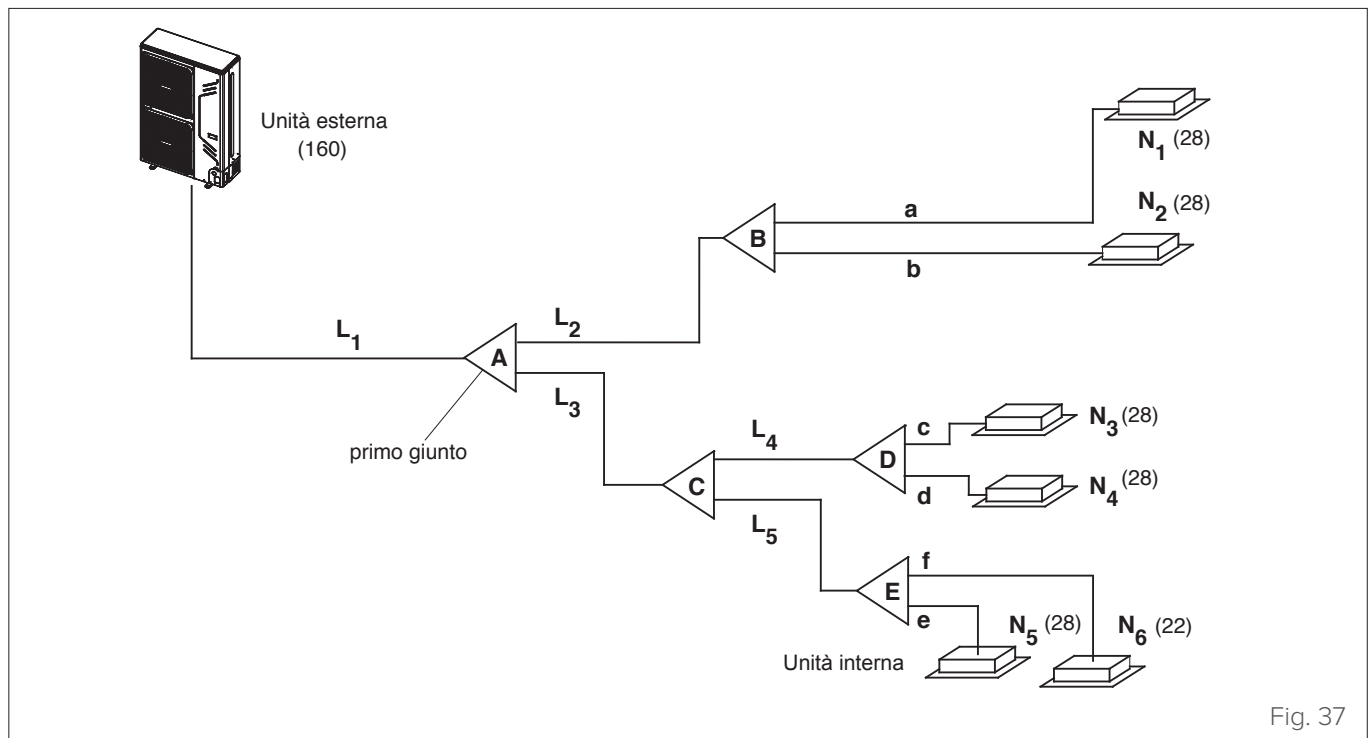 Unità esterna
(160)
N1 (28)
N2 (28)
a
B
b
L1
L2
A
L3
primo giunto
L4
c
N3 (28)
D
C
d
N4 (28)
L5
f
E
e
N5 (28)
N6 (22)
Unità interna
Fig. 37